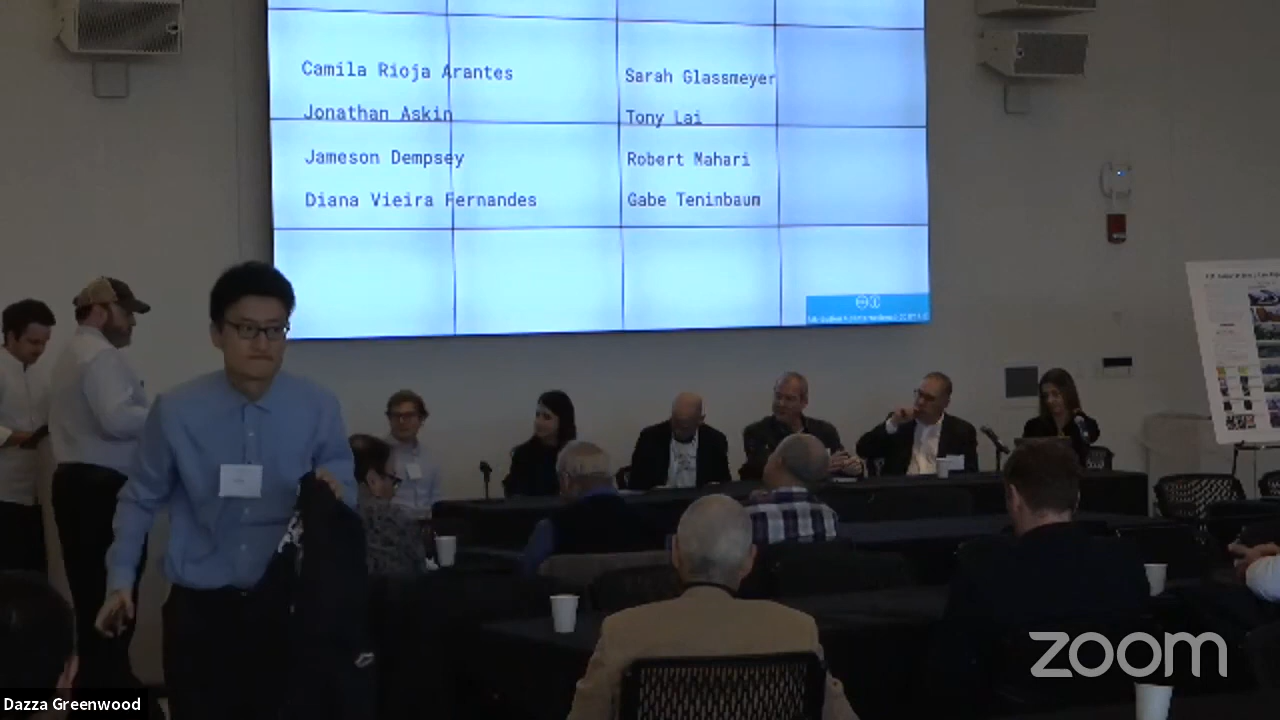 Camila Rioja Arantes
Jonathan Askin
Jameson Dempsey
Diana Vieira Fernandes
Sarah Glassmeyer
Tony Lai
Robert Mahari
Gabe Teninbaum
zoom
Dazza Greenwood